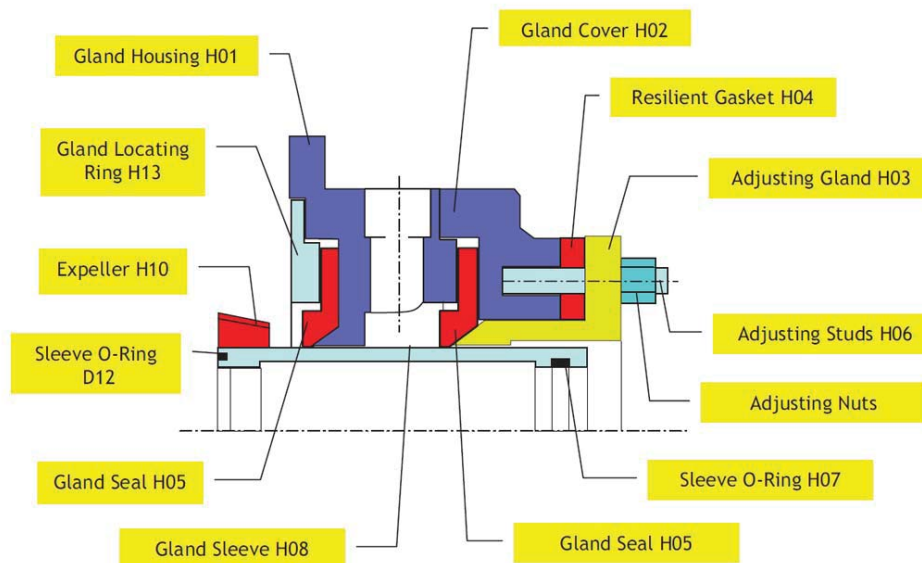 Gland Cover H02
Gland Housing H01
Resilient Gasket H04
Gland Locating
Ring H13
Adjusting Gland H03
Expeller H10
Adjusting Studs H06
Sleeve O-Ring
D12
Adjusting Nuts
Gland Seal H05
Sleeve O-Ring H07
Gland Sleeve H08
Gland Seal H05